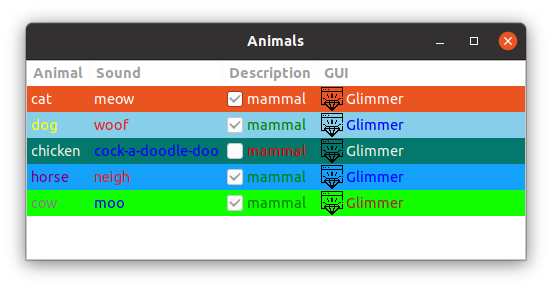 Animals
Animal Sound Description GUI
cat meow mammal Glimmer
dog woof mammal Glimmer
chicken cock-a-doodle-doo mammal Glimmer
horse neigh mammal Glimmer
cow moo mammal Glimmer